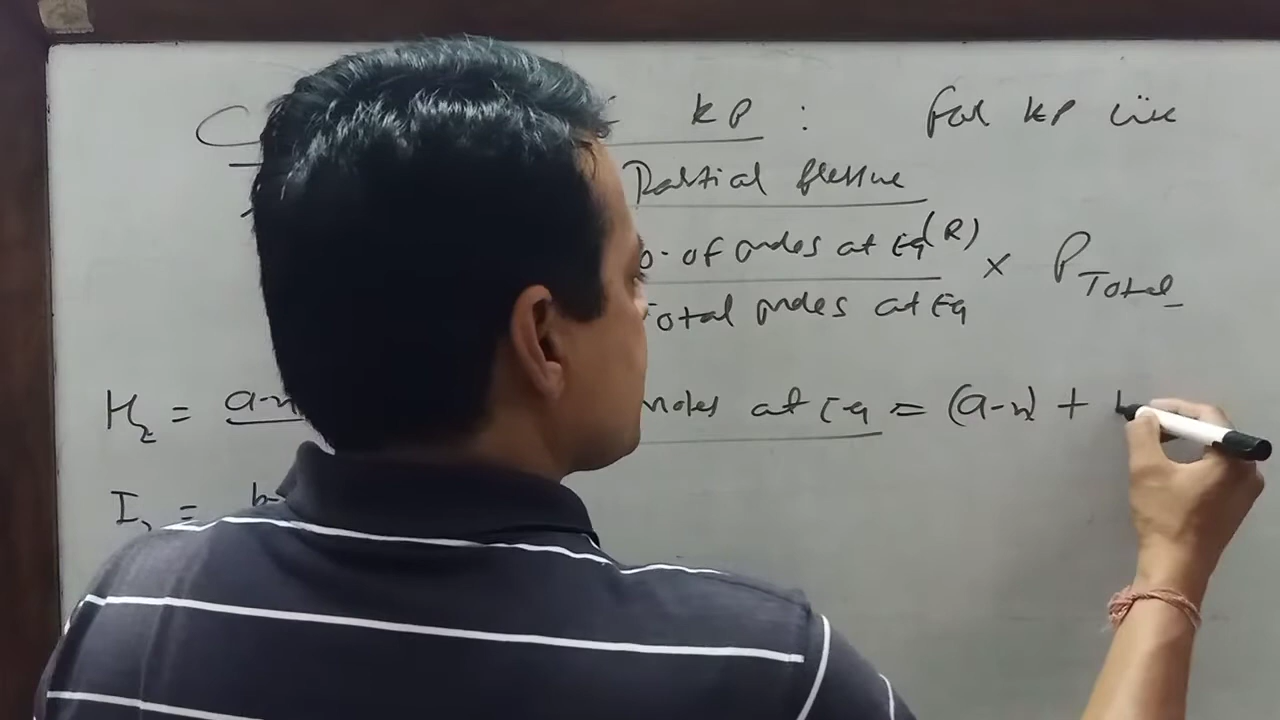 C KP : For KP use
Partial Pressure
o. of moles at Eq (R) × P Total
Total moles at Eq
H2 = a-x moles at Eq = (a-x) + b
I2 = b-